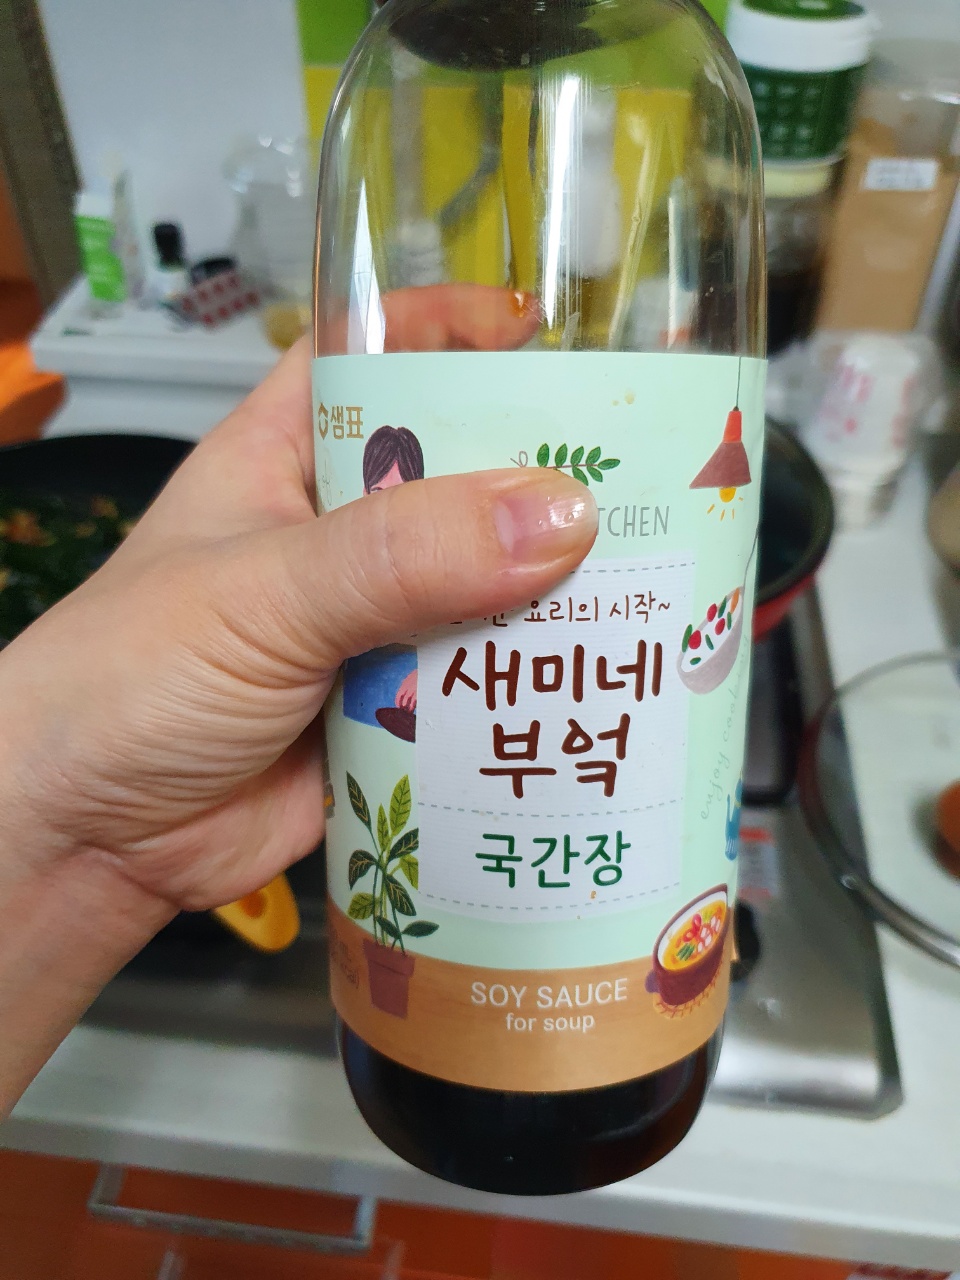 샘표
TCHEN
요리의 시작~
새미네
부엌
국간장
enjoy
SOY SAUCE
for soup